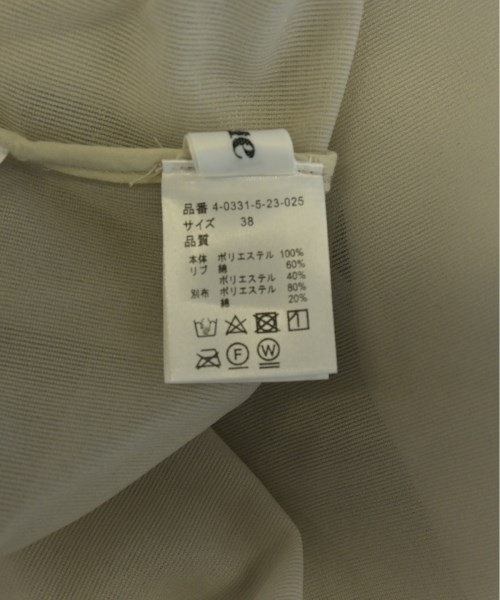 品番 4-0331-5-23-025
サイズ 38
品質
本体 ポリエステル 100%
リブ 綿 60%
ポリエステル 40%
別布 ポリエステル 80%
綿 20%
F W